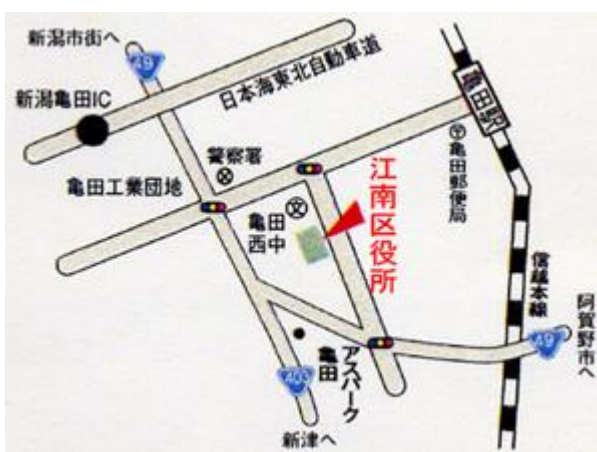 新潟市街へ
49
日本海東北自動車道
新潟亀田IC
亀田駅
警察署
〒亀田郵便局
亀田工業団地
文
亀田
西中
江南区役所
信越本線
阿賀野市へ
49
アスパーク
亀田
403
新津へ